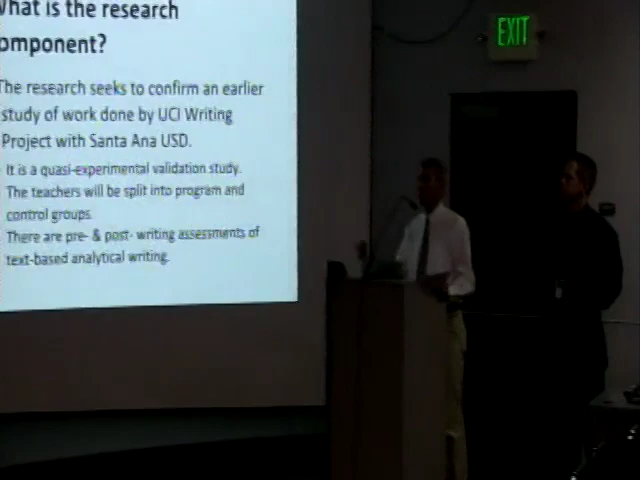 What is the research
component?
The research seeks to confirm an earlier
study of work done by UCI Writing
Project with Santa Ana USD.
It is a quasi-experimental validation study.
The teachers will be split into program and
control groups.
There are pre- & post- writing assessments of
text-based analytical writing.
EXIT